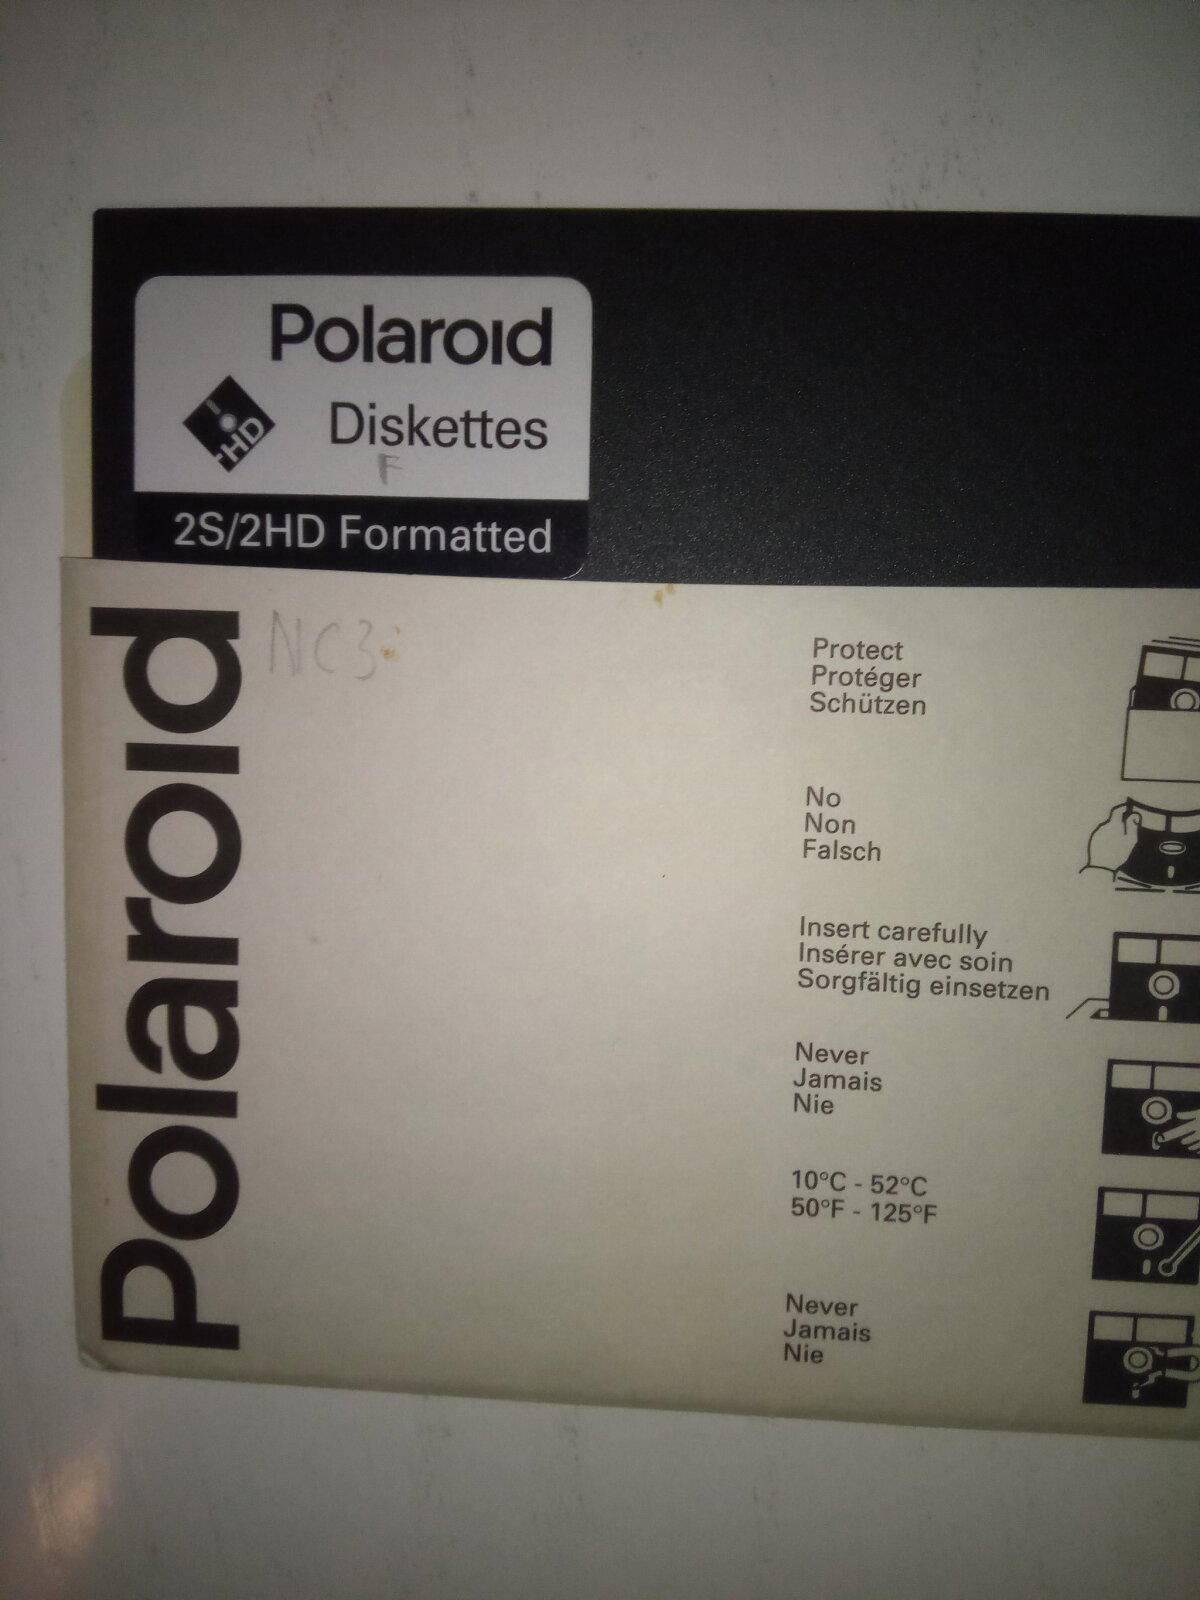 Polaroid
HD
Diskettes
F
2S/2HD Formatted
Polaroid
NC3
Protect
Protéger
Schützen
No
Non
Falsch
Insert carefully
Insérer avec soin
Sorgfältig einsetzen
Never
Jamais
Nie
10°C - 52°C
50°F - 125°F
Never
Jamais
Nie